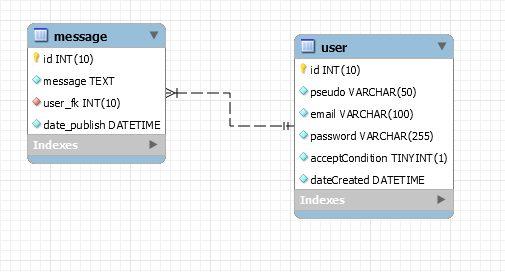 message
id INT(10)
message TEXT
user_fk INT(10)
date_publish DATETIME
Indexes
user
id INT(10)
pseudo VARCHAR(50)
email VARCHAR(100)
password VARCHAR(255)
acceptCondition TINYINT(1)
dateCreated DATETIME
Indexes